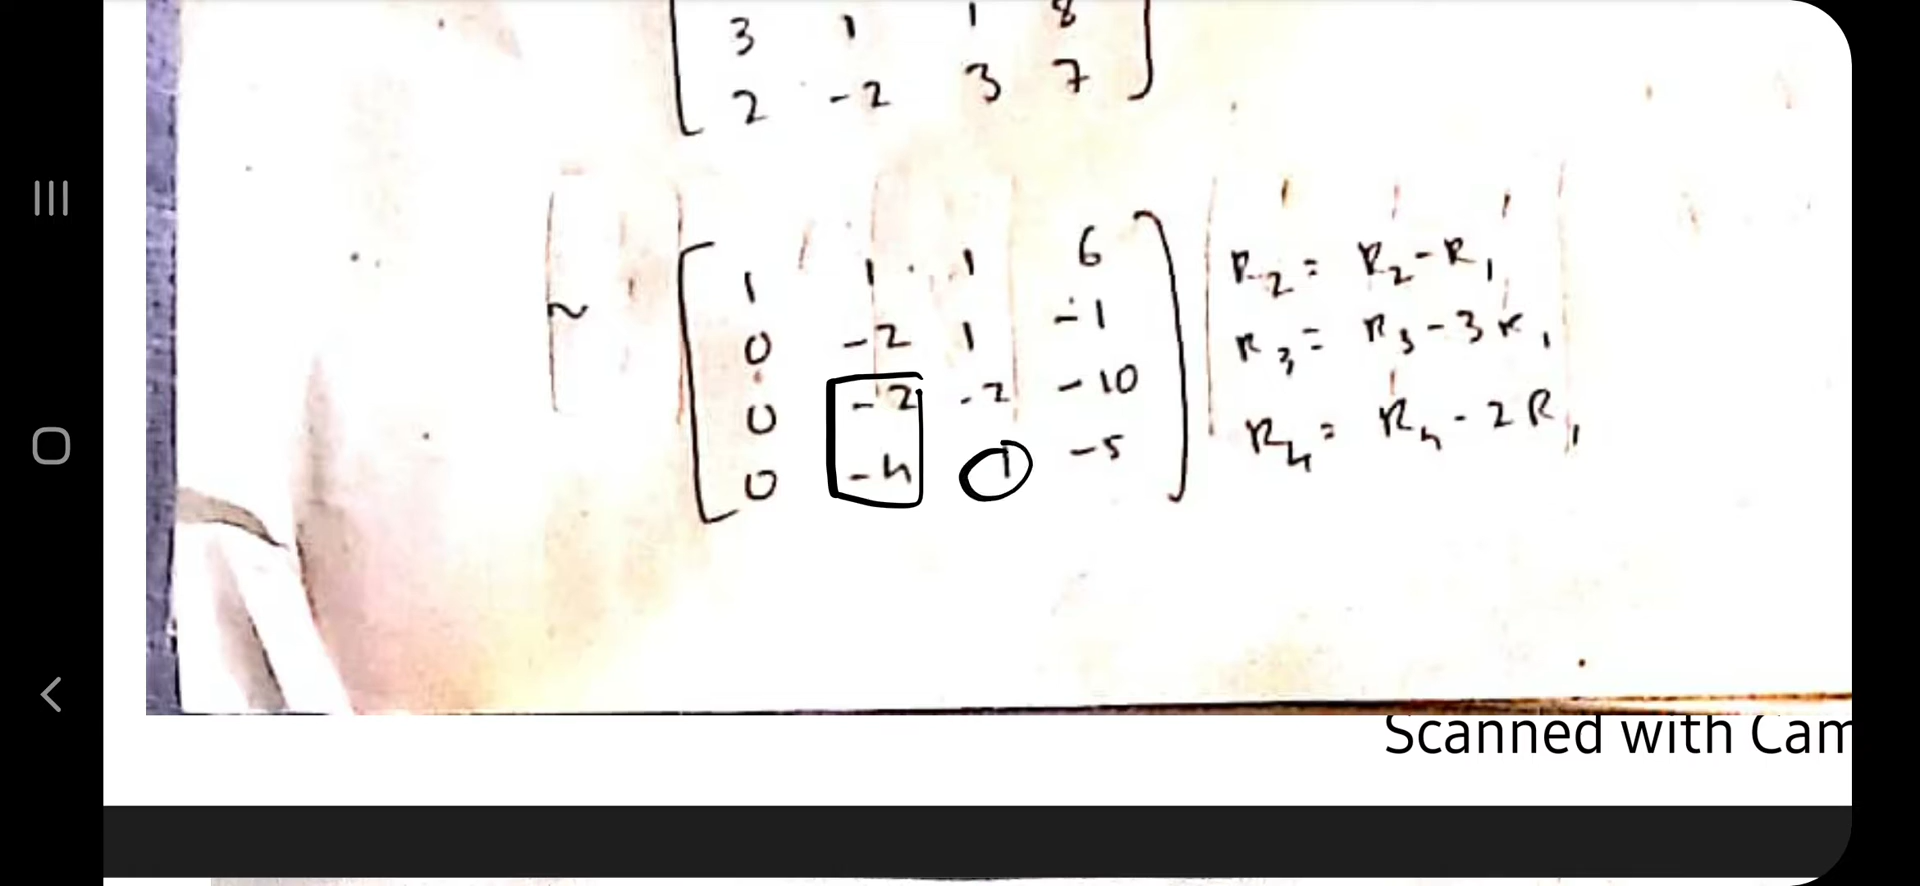 3 1 1 8
2 -2 3 7
~ 1 1 1 6 R2 = R2 - R1
0 -2 1 -1 R3 = R3 - 3R1
0 -2 -2 -10 R4 = R4 - 2R1
0 -4 1 -5
Scanned with Cam